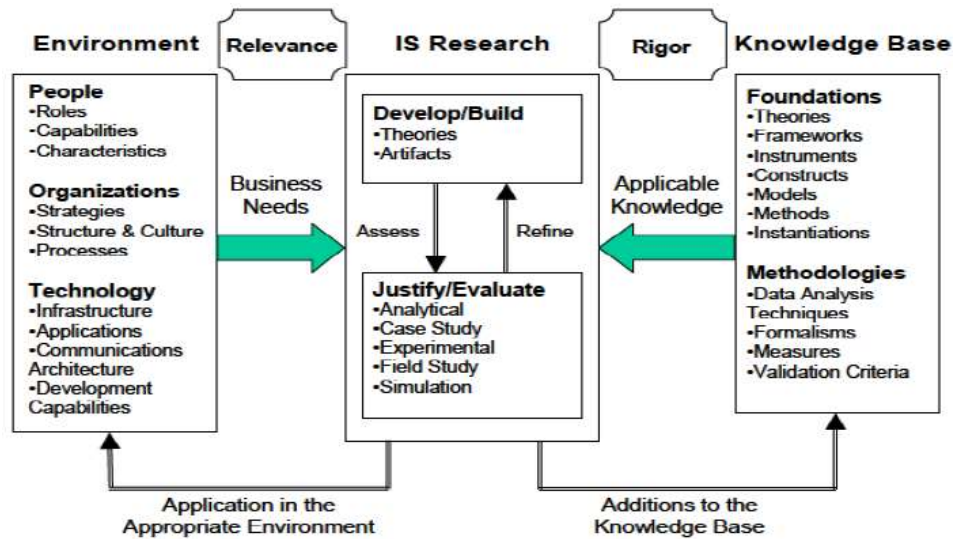 Environment
Relevance
IS Research
Rigor
Knowledge Base
People
•Roles
•Capabilities
•Characteristics
Organizations
•Strategies
•Structure & Culture
•Processes
Technology
•Infrastructure
•Applications
•Communications
Architecture
•Development
Capabilities
Business
Needs
Develop/Build
•Theories
•Artifacts
Assess
Refine
Justify/Evaluate
•Analytical
•Case Study
•Experimental
•Field Study
•Simulation
Applicable
Knowledge
Foundations
•Theories
•Frameworks
•Instruments
•Constructs
•Models
•Methods
•Instantiations
Methodologies
•Data Analysis
Techniques
•Formalisms
•Measures
•Validation Criteria
Application in the
Appropriate Environment
Additions to the
Knowledge Base